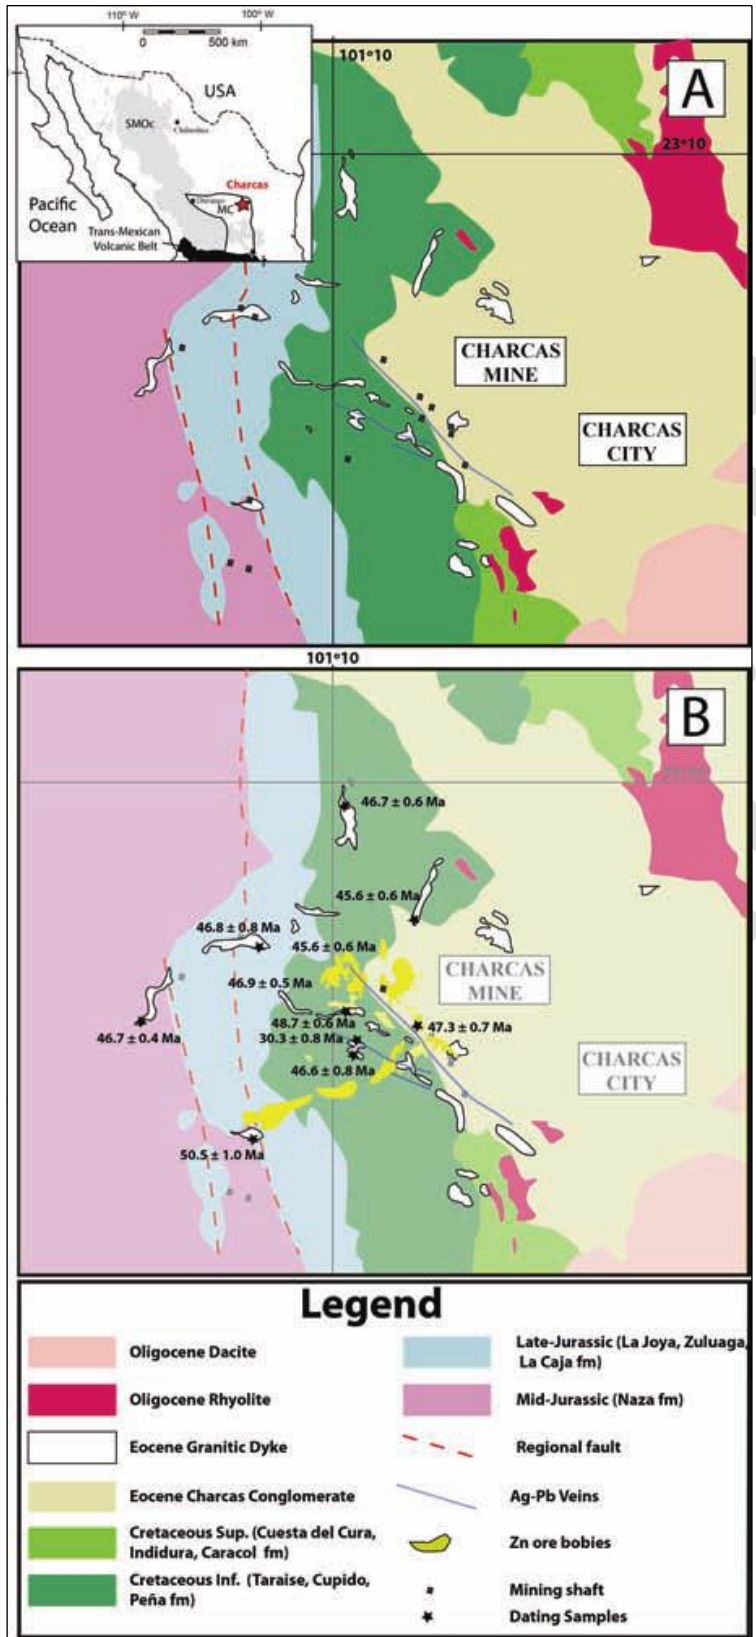 110° W
100° W
0
500 km
USA
SMOc
Chihuahua
Charcas
Durango
MC
Pacific
Ocean
Trans-Mexican
Volcanic Belt
101º10
A
23º10
CHARCAS
MINE
CHARCAS
CITY
101º10
B
46.7 ± 0.6 Ma
45.6 ± 0.6 Ma
46.8 ± 0.8 Ma
45.6 ± 0.6 Ma
CHARCAS
MINE
46.9 ± 0.5 Ma
48.7 ± 0.6 Ma
47.3 ± 0.7 Ma
46.7 ± 0.4 Ma
30.3 ± 0.8 Ma
CHARCAS
CITY
46.6 ± 0.8 Ma
50.5 ± 1.0 Ma
Legend
Oligocene Dacite
Oligocene Rhyolite
Eocene Granitic Dyke
Eocene Charcas Conglomerate
Cretaceous Sup. (Cuesta del Cura,
Indidura, Caracol fm)
Cretaceous Inf. (Taraise, Cupido,
Peña fm)
Late-Jurassic (La Joya, Zuluaga,
La Caja fm)
Mid-Jurassic (Naza fm)
Regional fault
Ag-Pb Veins
Zn ore bobies
Mining shaft
Dating Samples